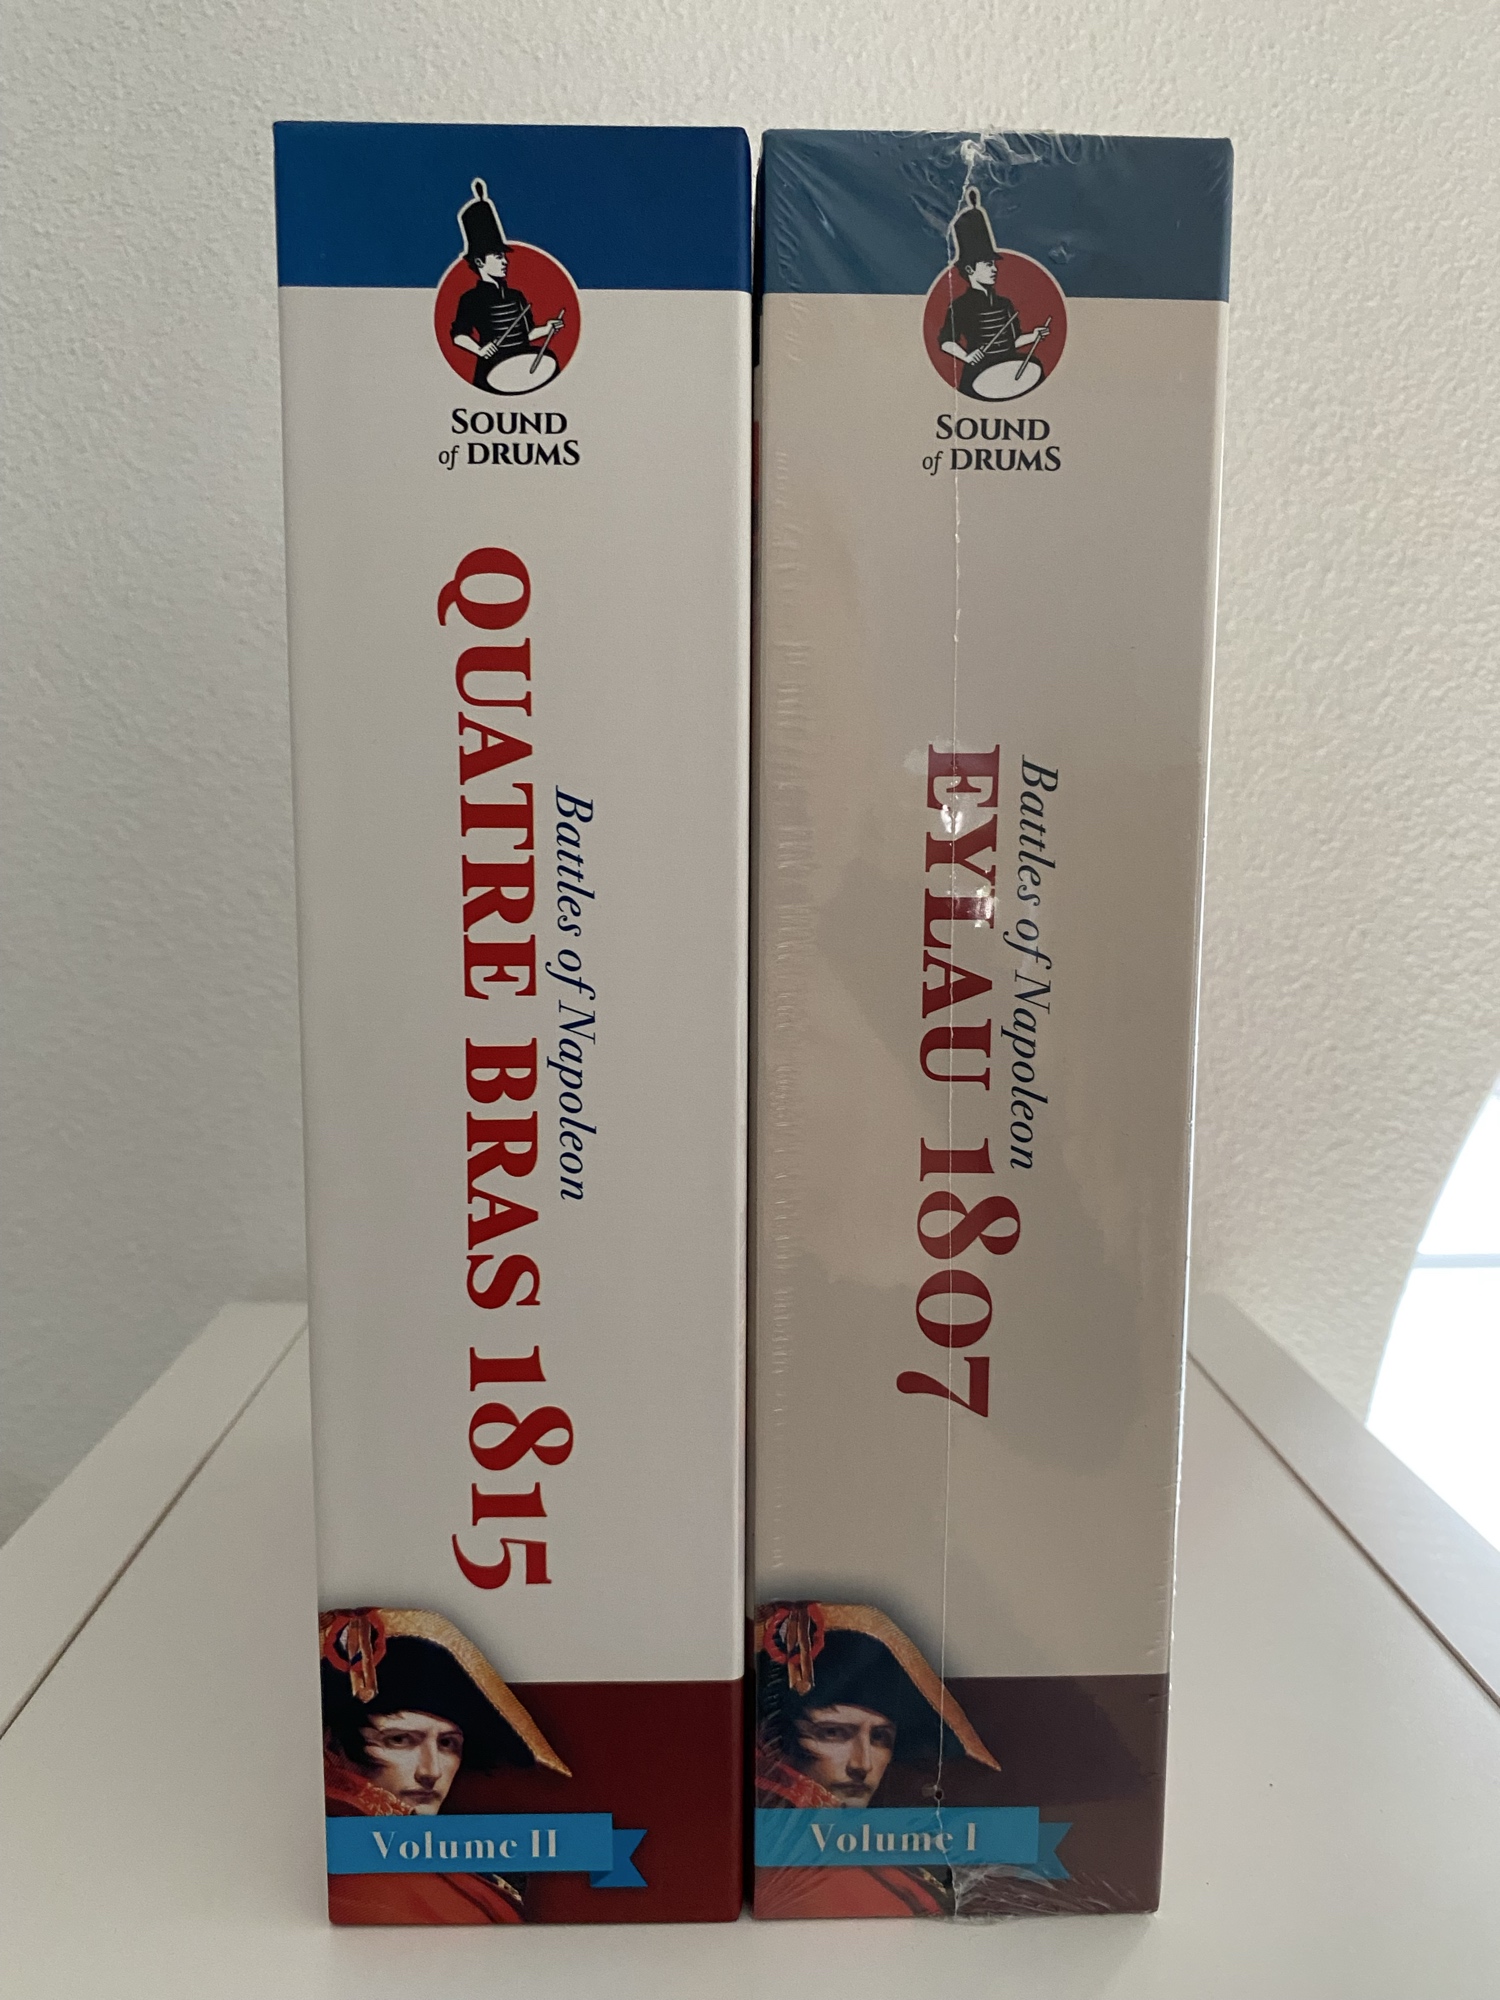 SOUND
of DRUMS
Battles of Napoleon
QUATRE BRAS 1815
Volume II
SOUND
of DRUMS
Battles of Napoleon
EYLAU 1807
Volume I